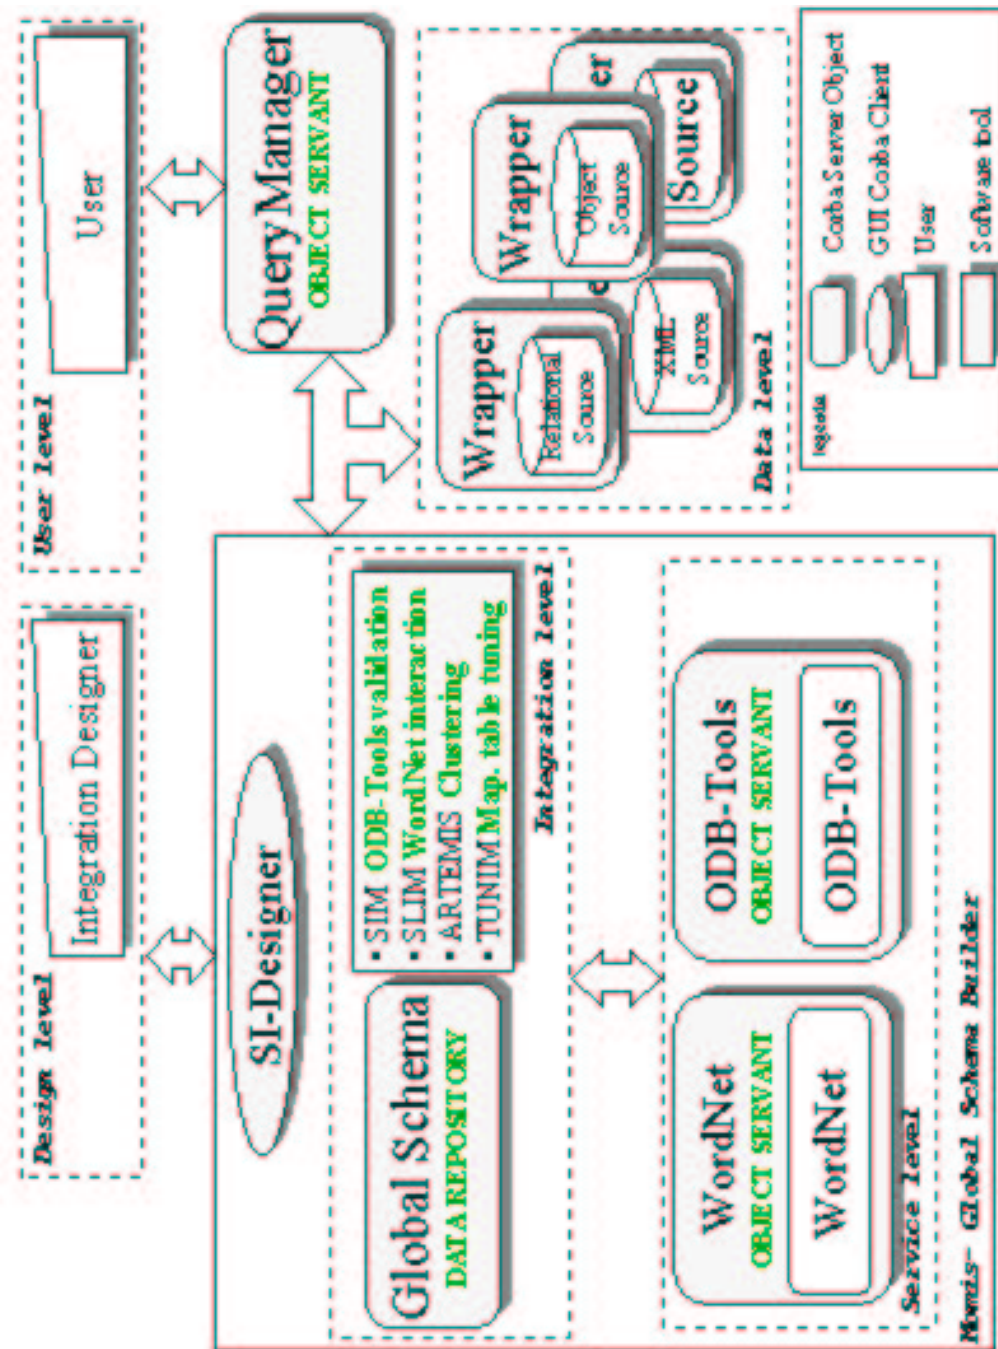 Design level
Integration Designer
User level
User
SI-Designer
Query Manager
OBJECT SERVANT
Global Schema
DATA REPOSITORY
▪ SIM ODB-Tools validation
▪ SLIM WordNet interaction
▪ ARTEMIS Clustering
▪ TUNIM Map. table tuning
Integration level
Wrapper
Relational
Source
Wrapper
Object
Source
e
XML
Source
er
Source
Data level
WordNet
OBJECT SERVANT
WordNet
ODB-Tools
OBJECT SERVANT
ODB-Tools
Service level
Momis- Global Schema Builder
Corba Server Object
GUI Corba Client
User
Software tool